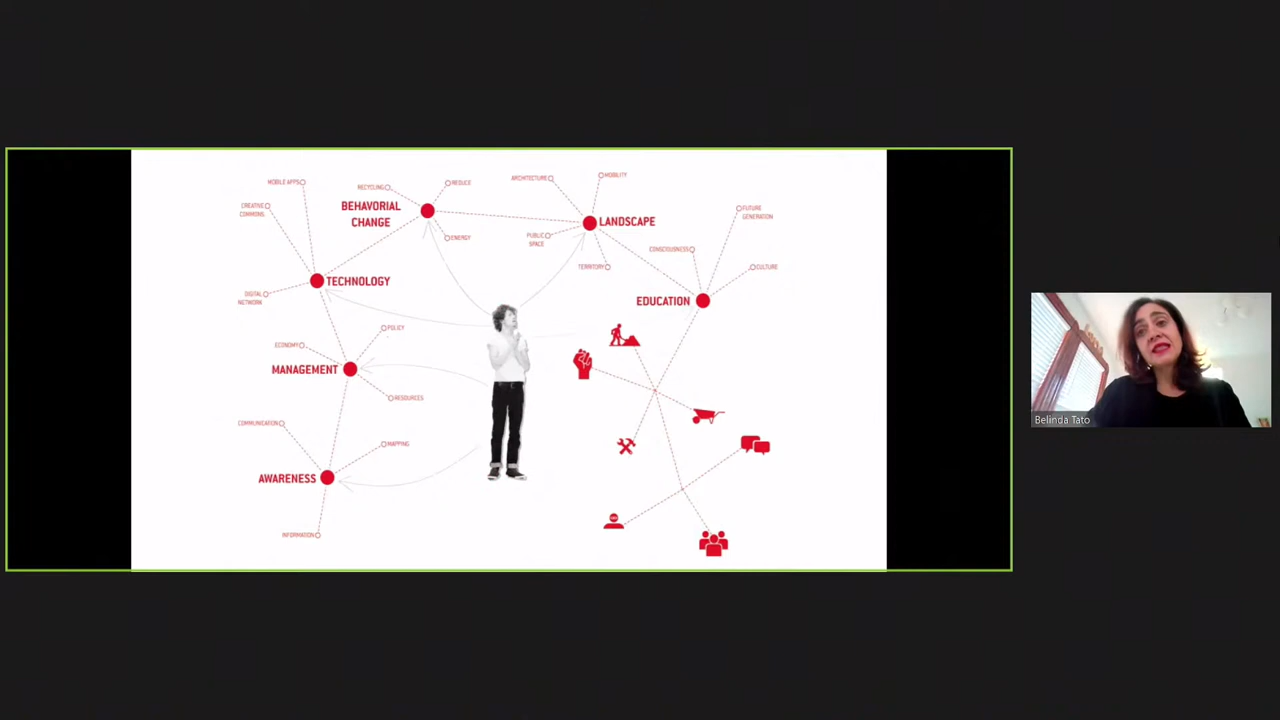 MOBILE APPS
CREATIVE
COMMONS
RECYCLING
REDUCE
BEHAVORIAL
CHANGE
ENERGY
ARCHITECTURE
MOBILITY
LANDSCAPE
PUBLIC
SPACE
TERRITORY
FUTURE
GENERATION
CONSCIOUSNESS
CULTURE
EDUCATION
TECHNOLOGY
DIGITAL
NETWORK
POLICY
ECONOMY
MANAGEMENT
RESOURCES
COMMUNICATION
MAPPING
AWARENESS
INFORMATION
Belinda Tato